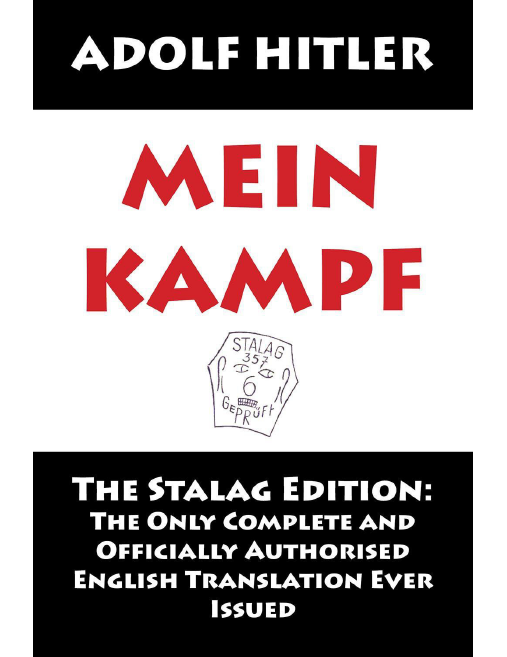 ADOLF HITLER
MEIN
KAMPF
STALAG
357
6
GEPRÜFT
THE STALAG EDITION:
THE ONLY COMPLETE AND
OFFICIALLY AUTHORISED
ENGLISH TRANSLATION EVER
ISSUED